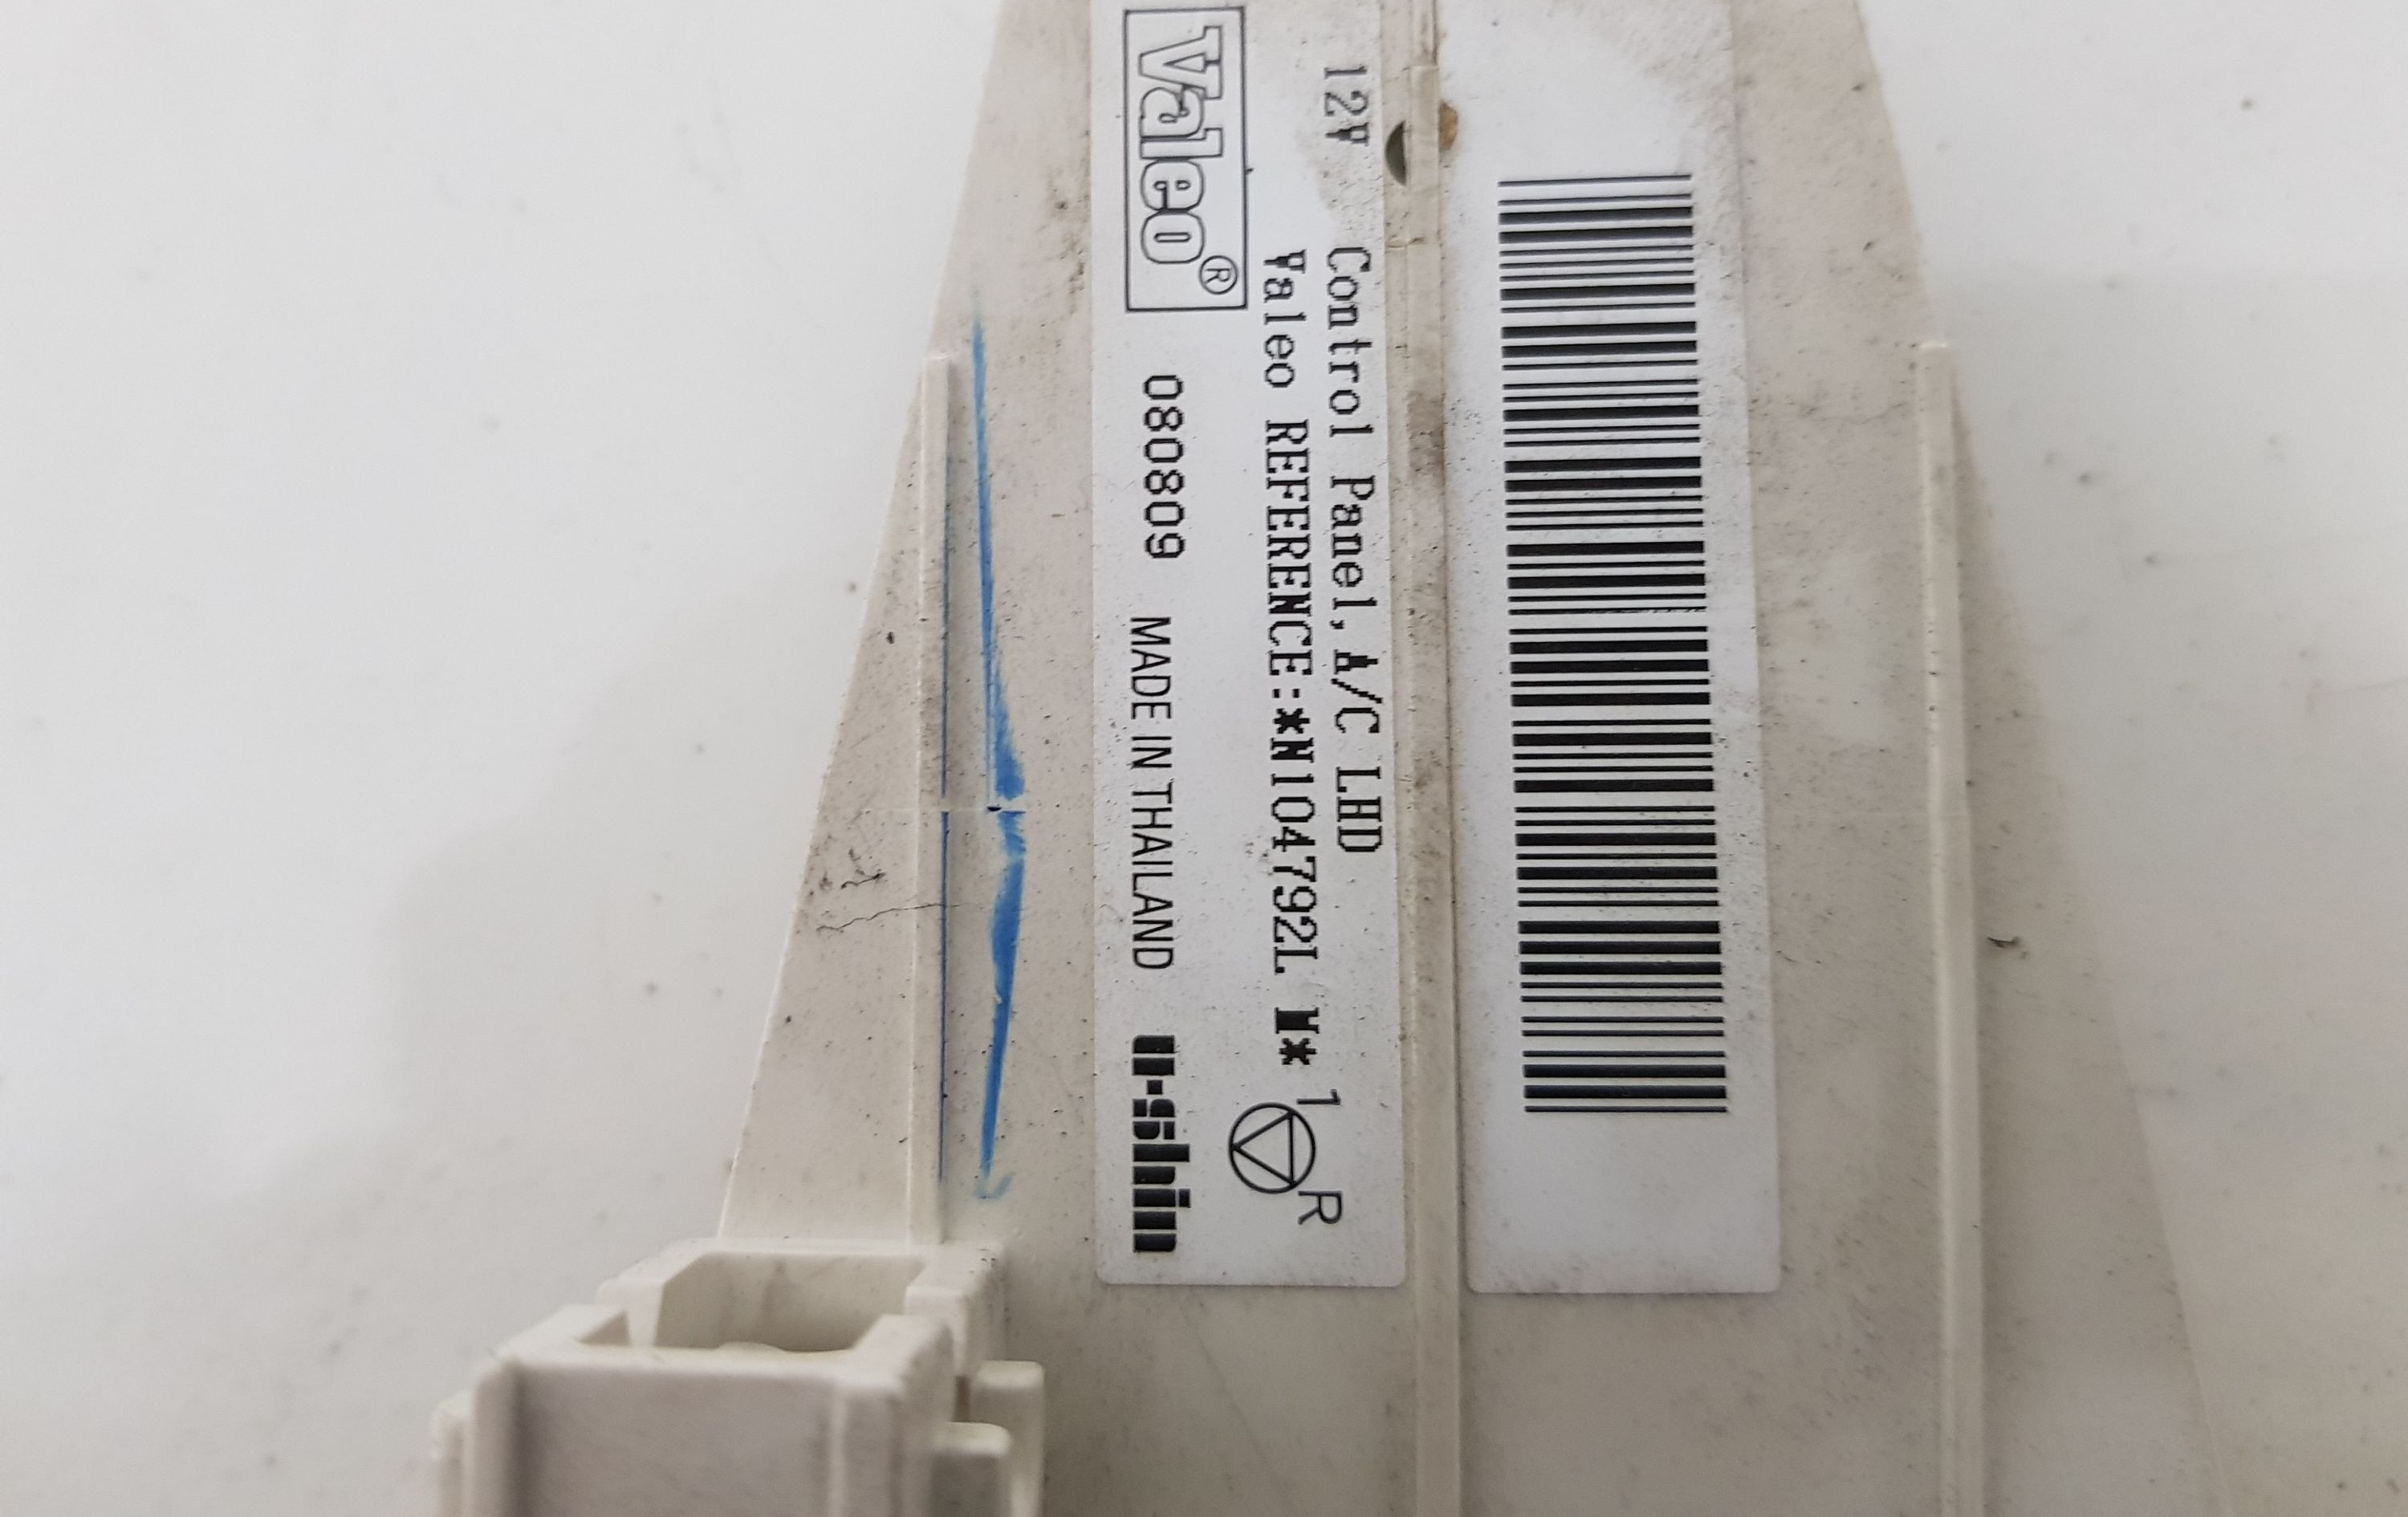 12V Control Panel,A/C LHD
Valeo REFERENCE:*N104792L M* 1 R
Valeo® 080809 MADE IN THAILAND u-shin